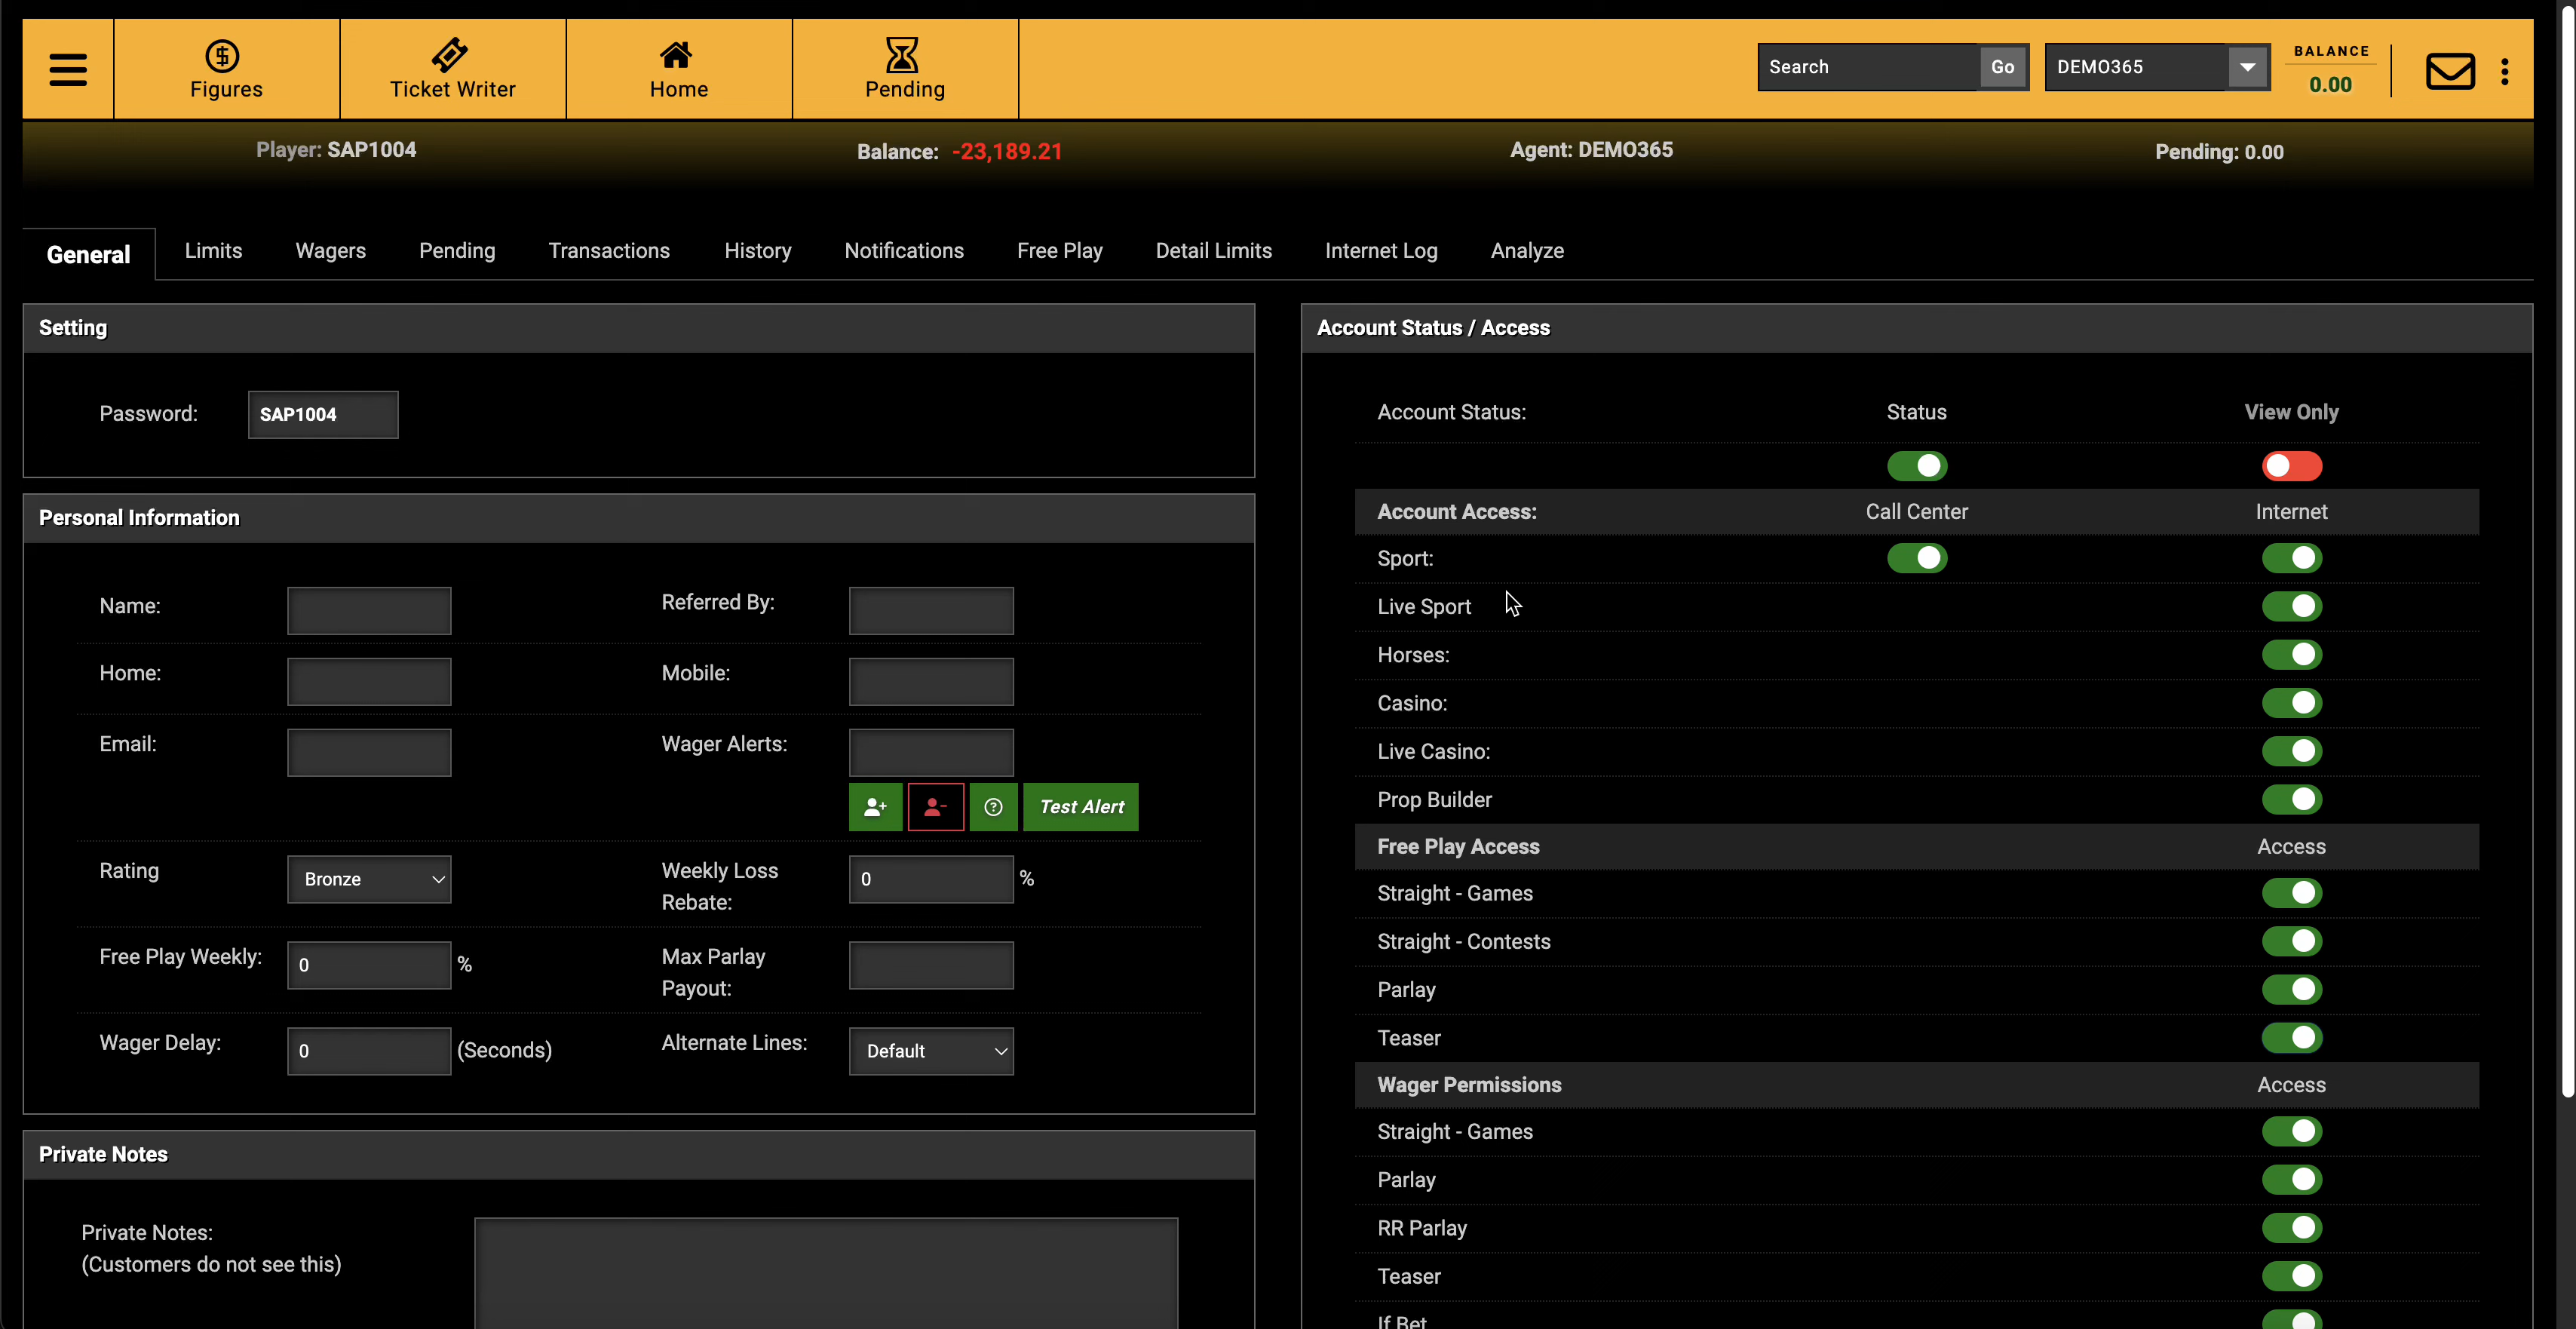 Figures
Ticket Writer
Home
Pending
Search
Go
DEMO365
BALANCE
0.00
Player: SAP1004
Balance: -23,189.21
Agent: DEMO365
Pending: 0.00
General
Limits
Wagers
Pending
Transactions
History
Notifications
Free Play
Detail Limits
Internet Log
Analyze
Setting
Password: SAP1004
Personal Information
Name:
Referred By:
Home:
Mobile:
Email:
Wager Alerts:
Test Alert
Rating
Bronze
Weekly Loss
Rebate:
0 %
Free Play Weekly:
0 %
Max Parlay
Payout:
Wager Delay:
0 (Seconds)
Alternate Lines:
Default
Private Notes
Private Notes:
(Customers do not see this)
Account Status / Access
Account Status: Status View Only
Account Access: Call Center Internet
Sport:
Live Sport
Horses:
Casino:
Live Casino:
Prop Builder
Free Play Access Access
Straight - Games
Straight - Contests
Parlay
Teaser
Wager Permissions Access
Straight - Games
Parlay
RR Parlay
Teaser
If Bet